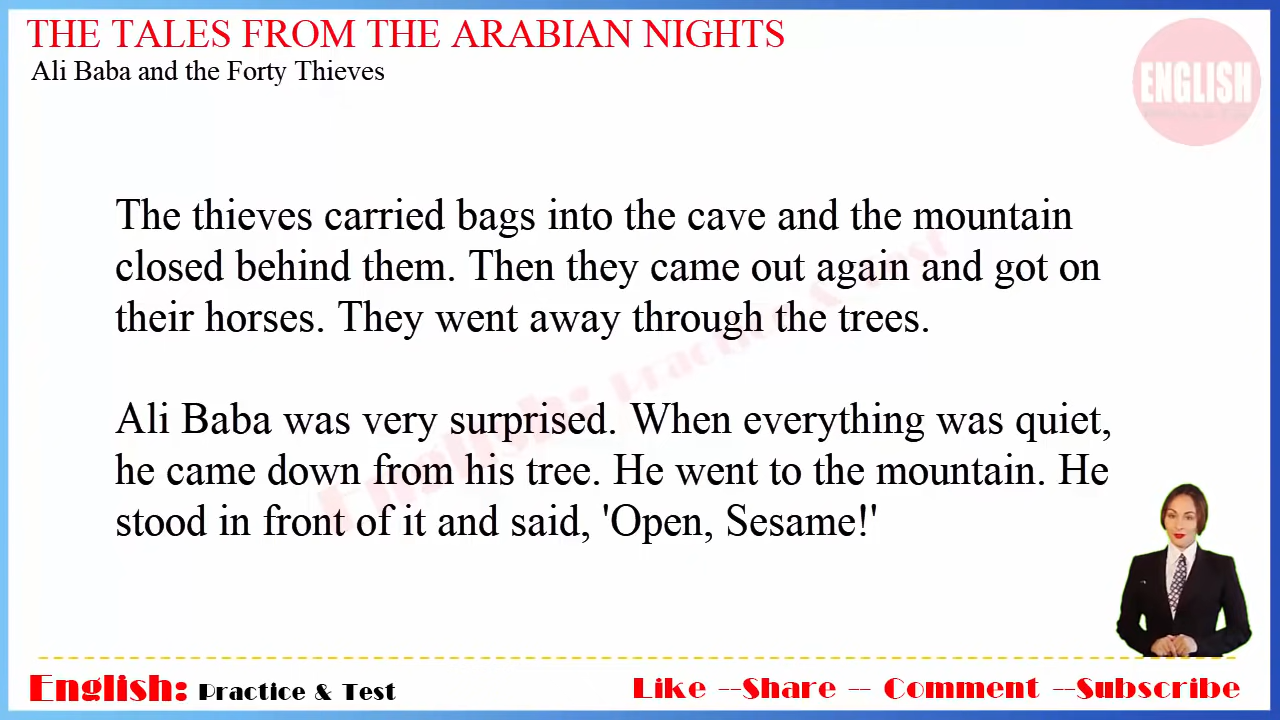 THE TALES FROM THE ARABIAN NIGHTS
Ali Baba and the Forty Thieves
ENGLISH
The thieves carried bags into the cave and the mountain
closed behind them. Then they came out again and got on
their horses. They went away through the trees.
Ali Baba was very surprised. When everything was quiet,
he came down from his tree. He went to the mountain. He
stood in front of it and said, 'Open, Sesame!'
English: Practice & Test
English: Practice & Test
Like --Share -- Comment --Subscribe